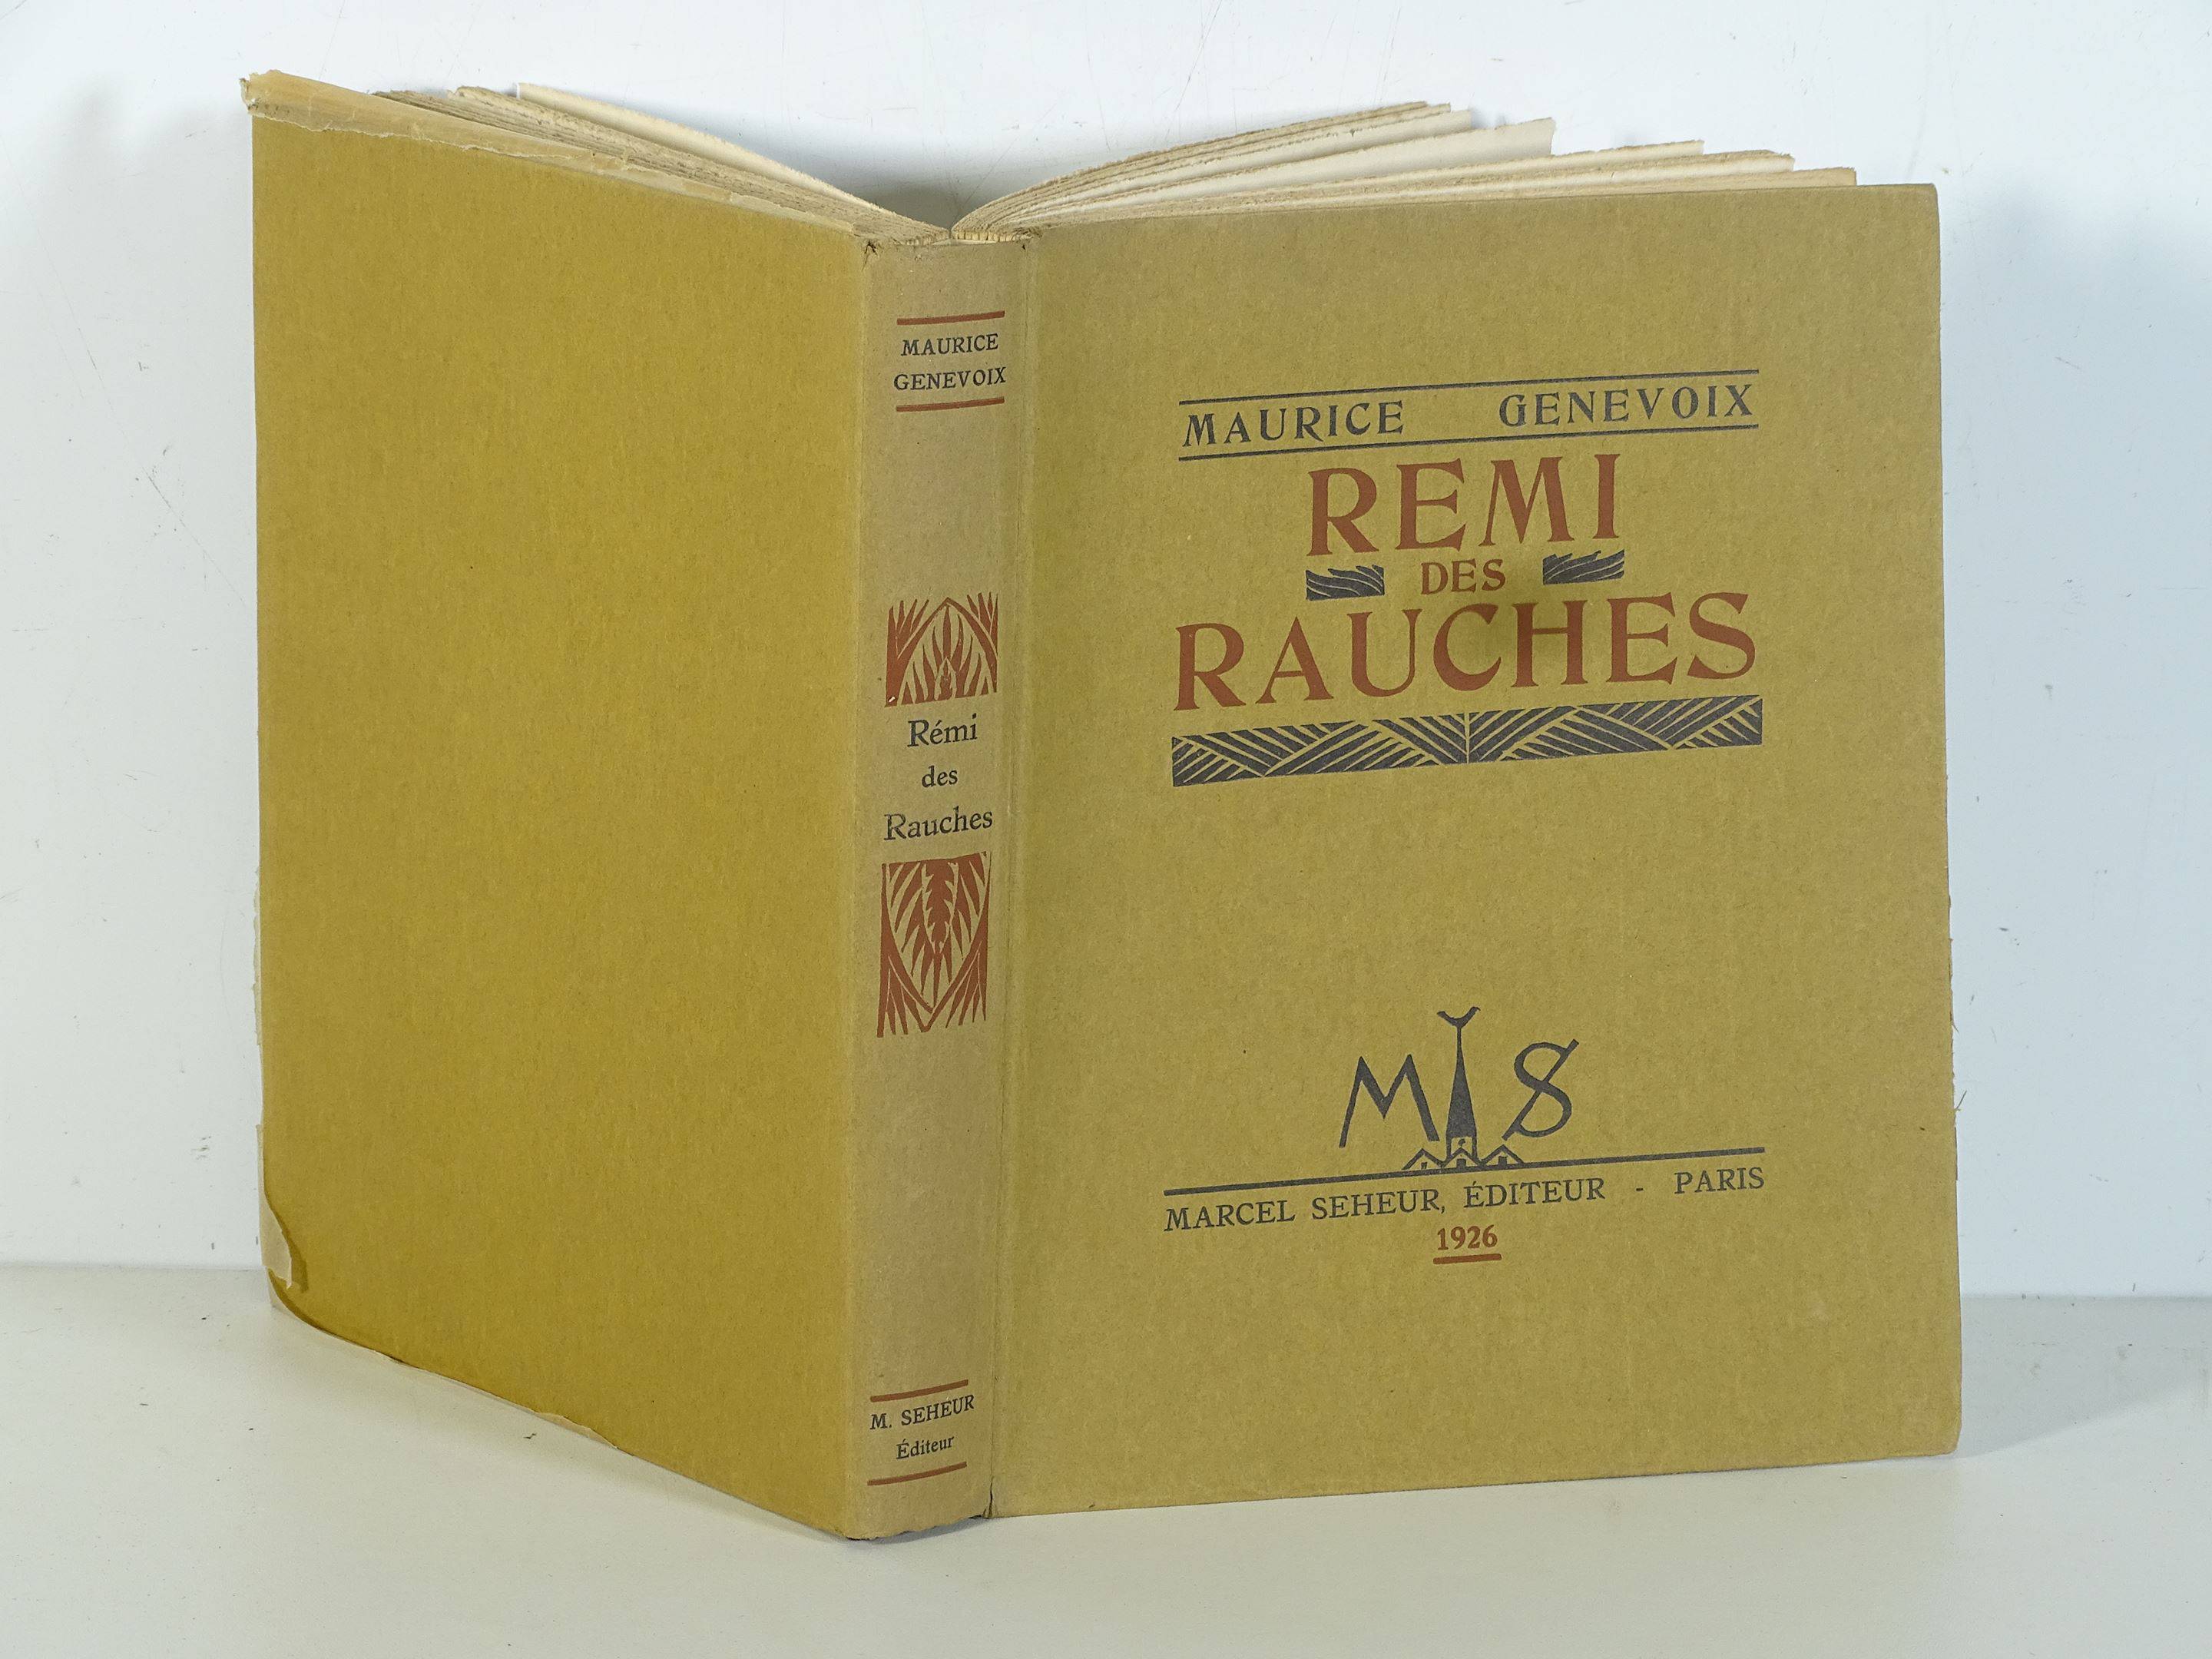 MAURICE
GENEVOIX
Rémi
des
Rauches
M. SEHEUR
Éditeur
MAURICE GENEVOIX
REMI
DES
RAUCHES
MS
MARCEL SEHEUR, ÉDITEUR - PARIS
1926